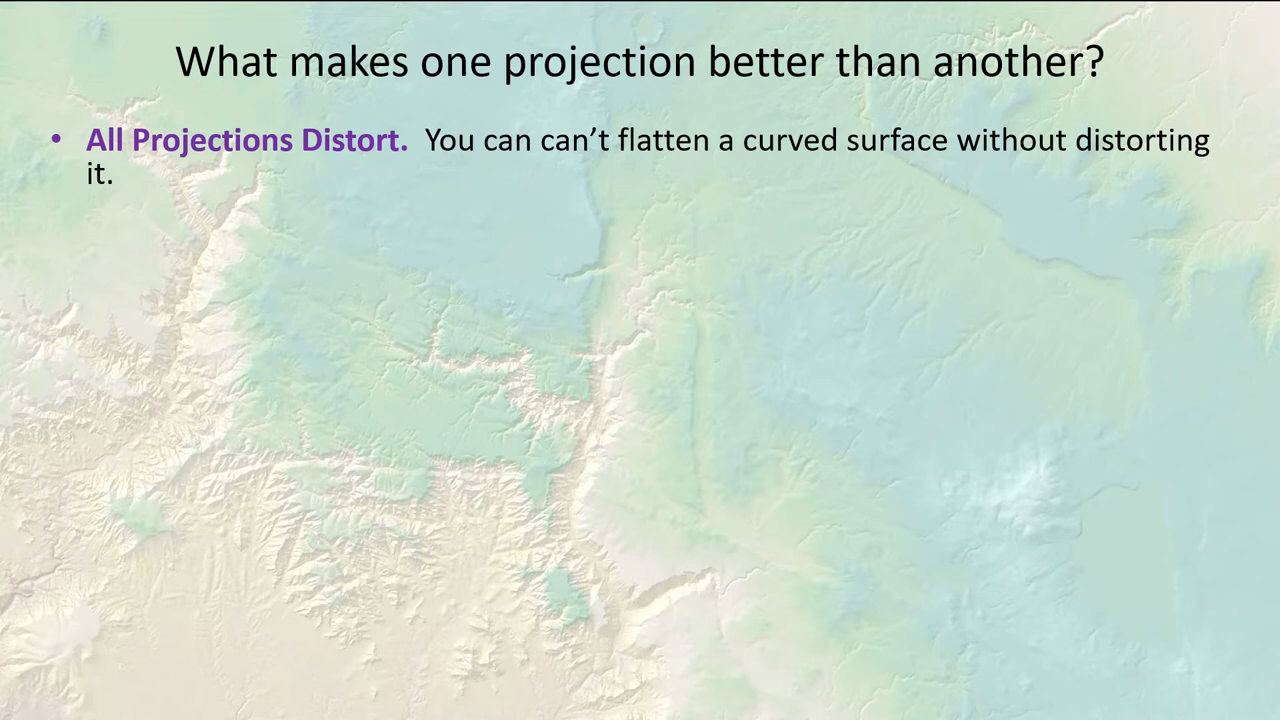 What makes one projection better than another?
• All Projections Distort.  You can can’t flatten a curved surface without distorting
it.